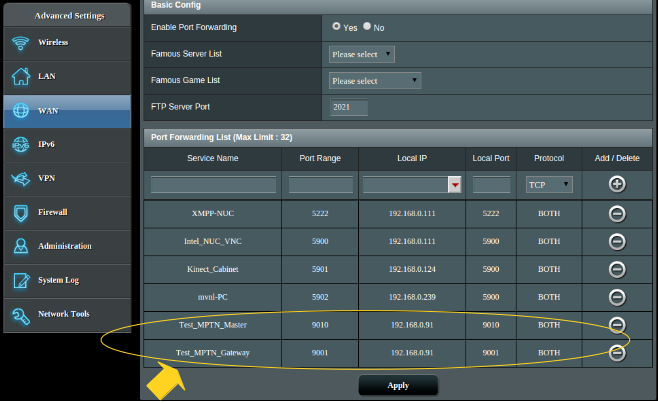 Advanced Settings
Wireless
LAN
WAN
IPv6
IPv6
VPN
Firewall
Administration
System Log
Network Tools
Basic Config
Enable Port Forwarding Yes No
Famous Server List Please select
Famous Game List Please select
FTP Server Port 2021
Port Forwarding List (Max Limit : 32)
Service Name Port Range Local IP Local Port Protocol Add / Delete
TCP
XMPP-NUC 5222 192.168.0.111 5222 BOTH
Intel_NUC_VNC 5900 192.168.0.111 5900 BOTH
Kinect_Cabinet 5901 192.168.0.124 5900 BOTH
mvnl-PC 5902 192.168.0.239 5900 BOTH
Test_MPTN_Master 9010 192.168.0.91 9010 BOTH
Test_MPTN_Gateway 9001 192.168.0.91 9001 BOTH
Apply